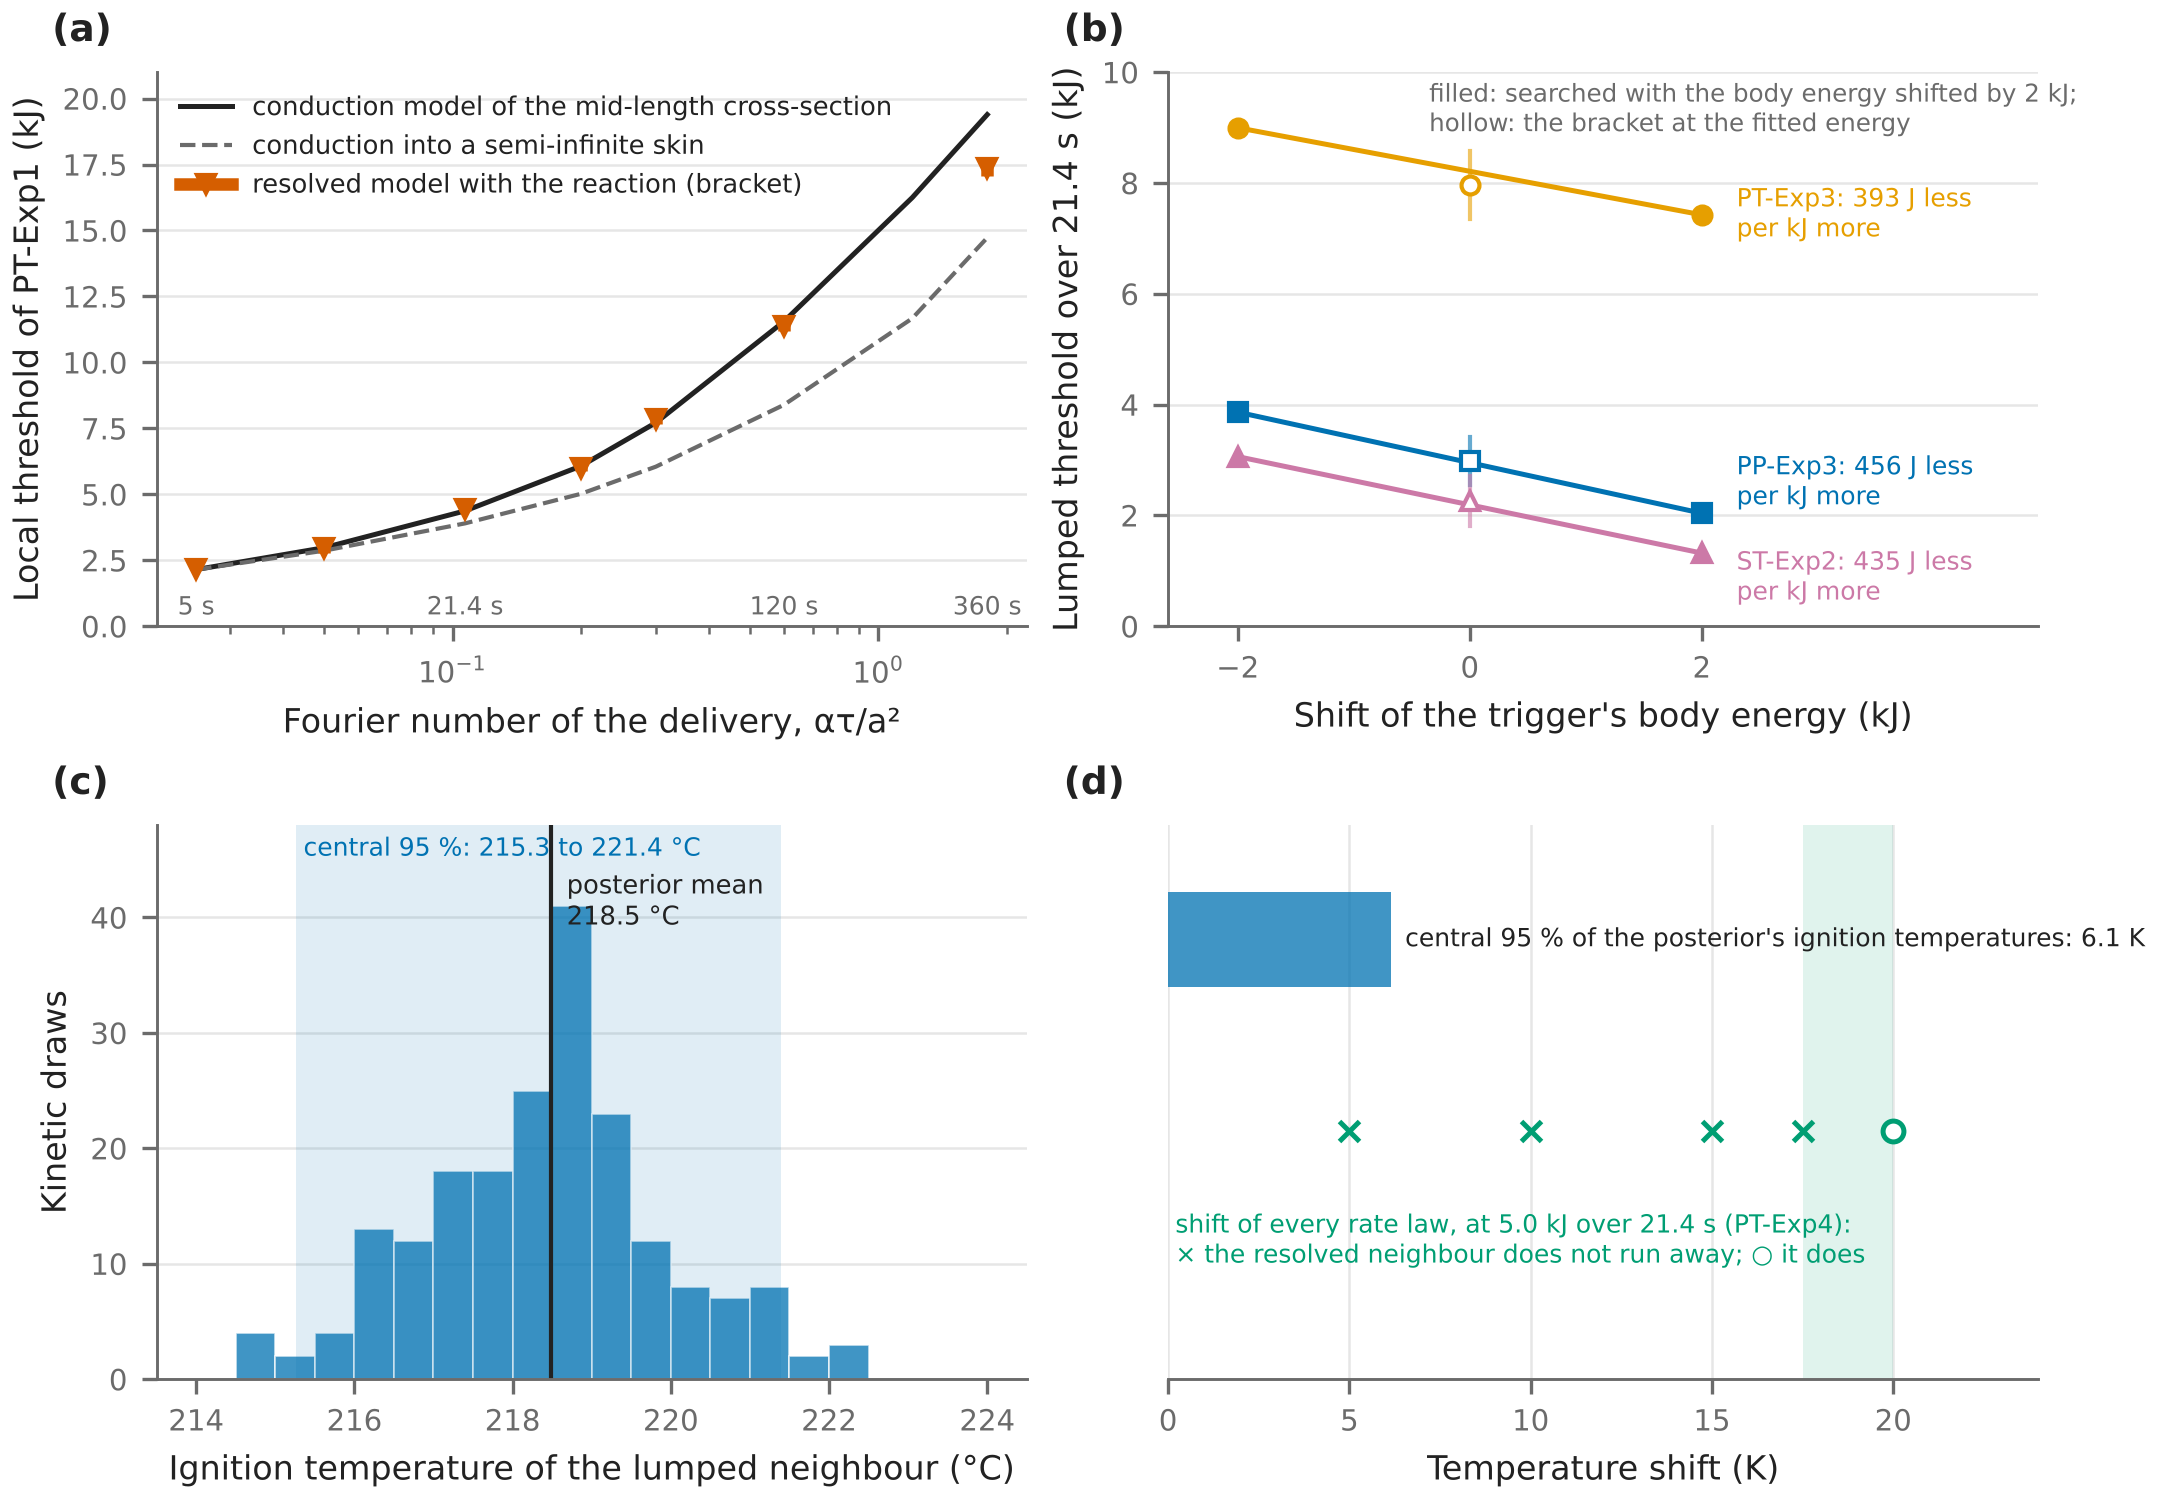 (a)
Local threshold of PT-Exp1 (kJ)
20.0
17.5
15.0
12.5
10.0
7.5
5.0
2.5
0.0
conduction model of the mid-length cross-section
conduction into a semi-infinite skin
resolved model with the reaction (bracket)
5 s
21.4 s
120 s
360 s
10⁻¹
10⁰
Fourier number of the delivery, ατ/a²
(b)
Lumped threshold over 21.4 s (kJ)
10
8
6
4
2
0
filled: searched with the body energy shifted by 2 kJ;
hollow: the bracket at the fitted energy
PT-Exp3: 393 J less
per kJ more
PP-Exp3: 456 J less
per kJ more
ST-Exp2: 435 J less
per kJ more
−2
0
2
Shift of the trigger's body energy (kJ)
(c)
Kinetic draws
40
30
20
10
0
central 95 %: 215.3 to 221.4 °C
posterior mean
218.5 °C
214
216
218
220
222
224
Ignition temperature of the lumped neighbour (°C)
(d)
central 95 % of the posterior's ignition temperatures: 6.1 K
shift of every rate law, at 5.0 kJ over 21.4 s (PT-Exp4):
× the resolved neighbour does not run away; ○ it does
0
5
10
15
20
Temperature shift (K)